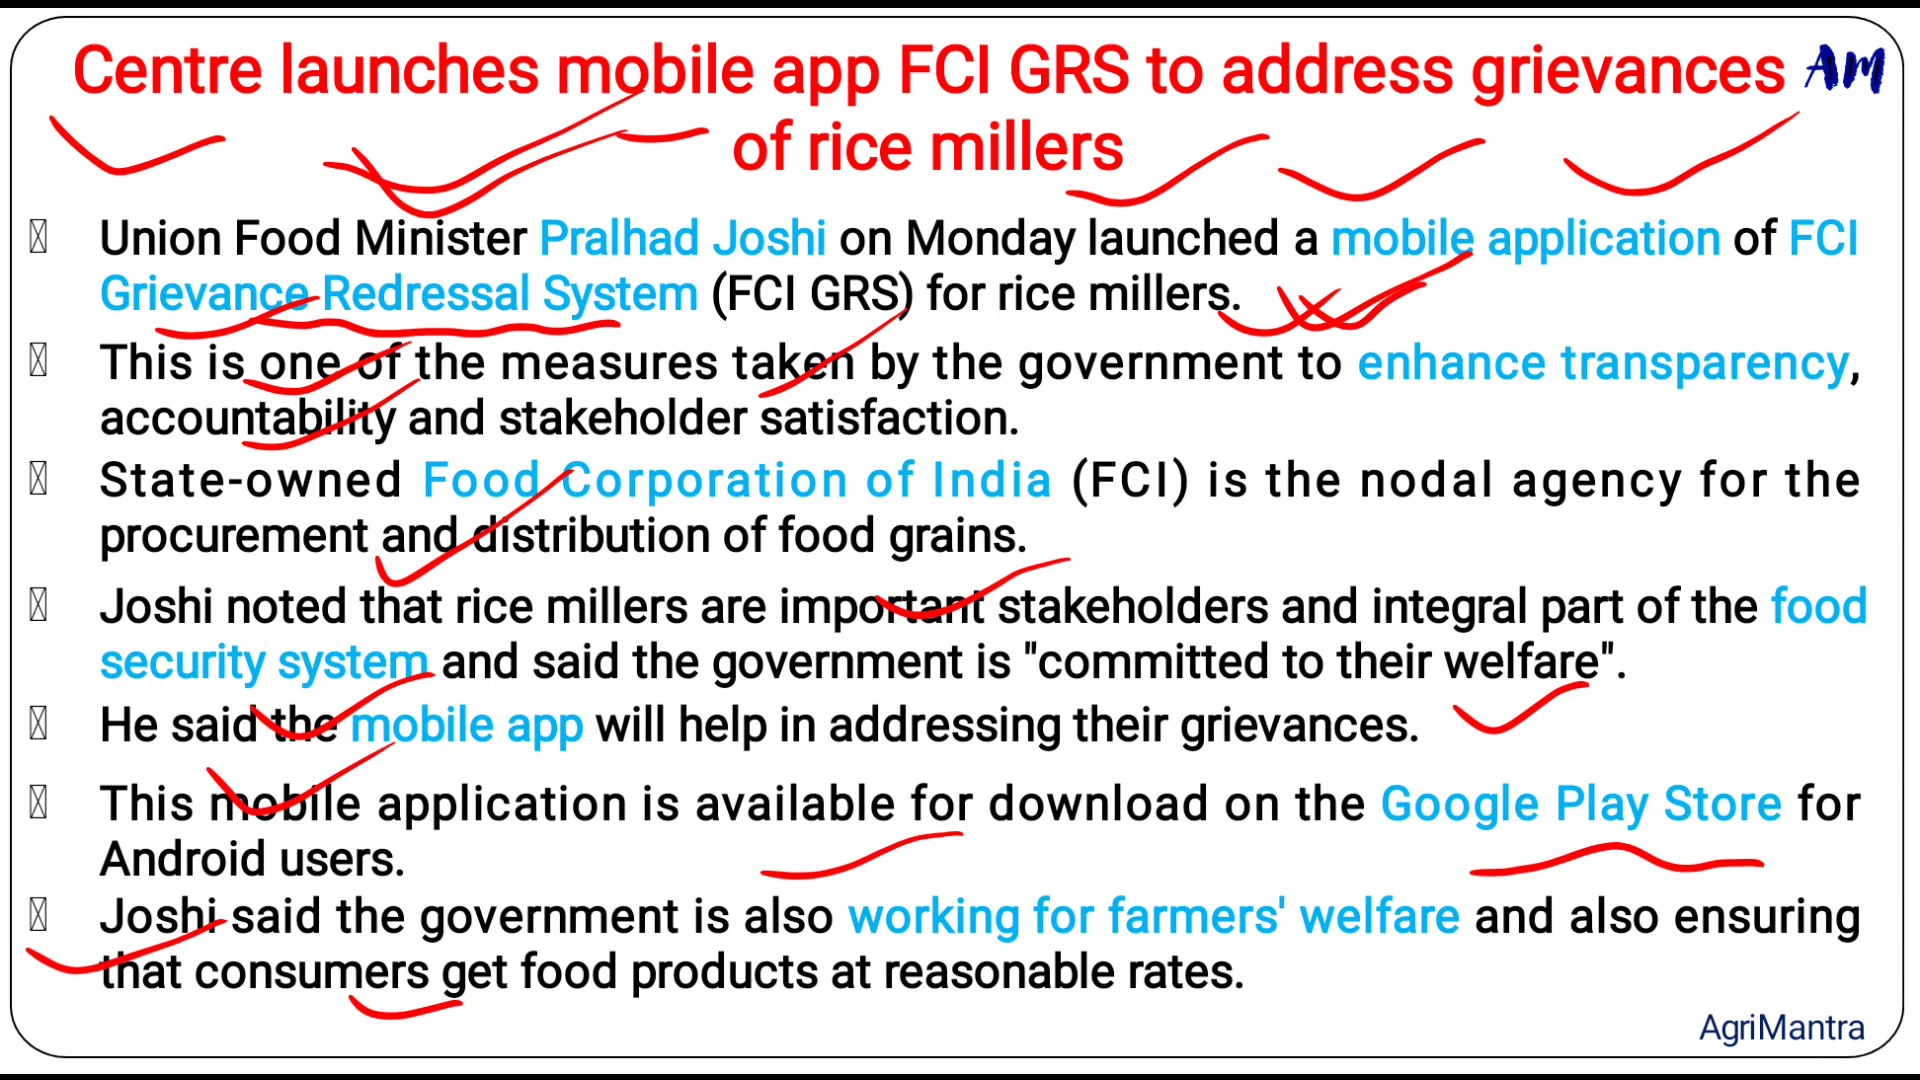 Centre launches mobile app FCI GRS to address grievances AM
of rice millers
Union Food Minister Pralhad Joshi on Monday launched a mobile application of FCI
Grievance Redressal System (FCI GRS) for rice millers.
This is one of the measures taken by the government to enhance transparency,
accountability and stakeholder satisfaction.
State-owned Food Corporation of India (FCI) is the nodal agency for the
procurement and distribution of food grains.
Joshi noted that rice millers are important stakeholders and integral part of the food
security system and said the government is "committed to their welfare".
He said the mobile app will help in addressing their grievances.
This mobile application is available for download on the Google Play Store for
Android users.
Joshi said the government is also working for farmers' welfare and also ensuring
that consumers get food products at reasonable rates.
AgriMantra